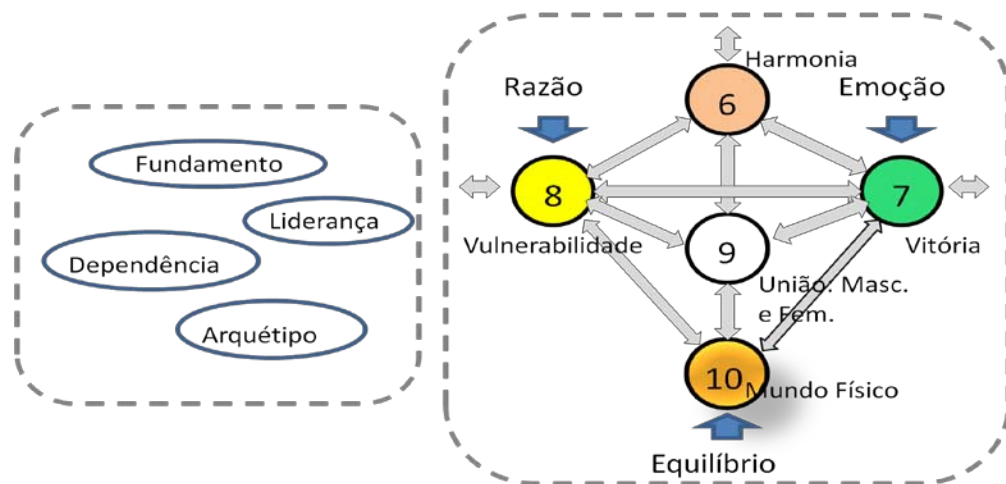 Fundamento
Liderança
Dependência
Arquétipo
Harmonia
Razão
Emoção
6
8
7
Vulnerabilidade
Vitória
9
União: Masc.
e Fem.
10
Mundo Físico
Equilíbrio